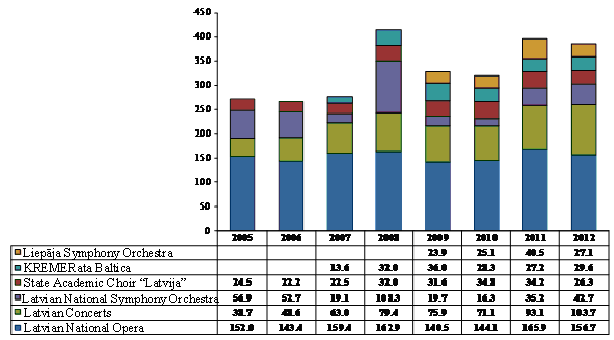 450
400
350
300
250
200
150
100
50
0
2005 2006 2007 2008 2009 2010 2011 2012
Liepāja Symphony Orchestra 23.9 25.1 40.5 27.1
KREMERata Baltica 13.6 32.0 36.0 28.3 27.2 29.6
State Academic Choir “Latvija” 24.5 22.2 22.5 32.0 31.6 34.8 34.2 26.3
Latvian National Symphony Orchestra 56.9 52.7 19.1 108.3 19.7 16.3 35.2 42.7
Latvian Concerts 38.7 48.6 63.0 79.4 75.9 71.1 93.1 103.7
Latvian National Opera 152.0 143.4 159.4 162.9 140.5 165.9 156.7